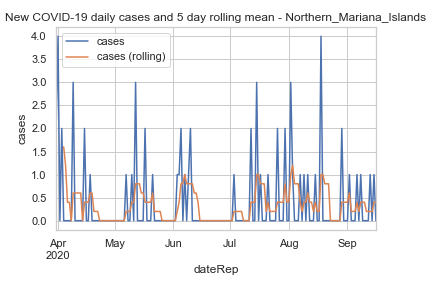 New COVID-19 daily cases and 5 day rolling mean - Northern_Mariana_Islands
cases
cases (rolling)
4.0
3.5
3.0
2.5
2.0
1.5
1.0
0.5
0.0
cases
Apr
2020
May
Jun
Jul
Aug
Sep
dateRep